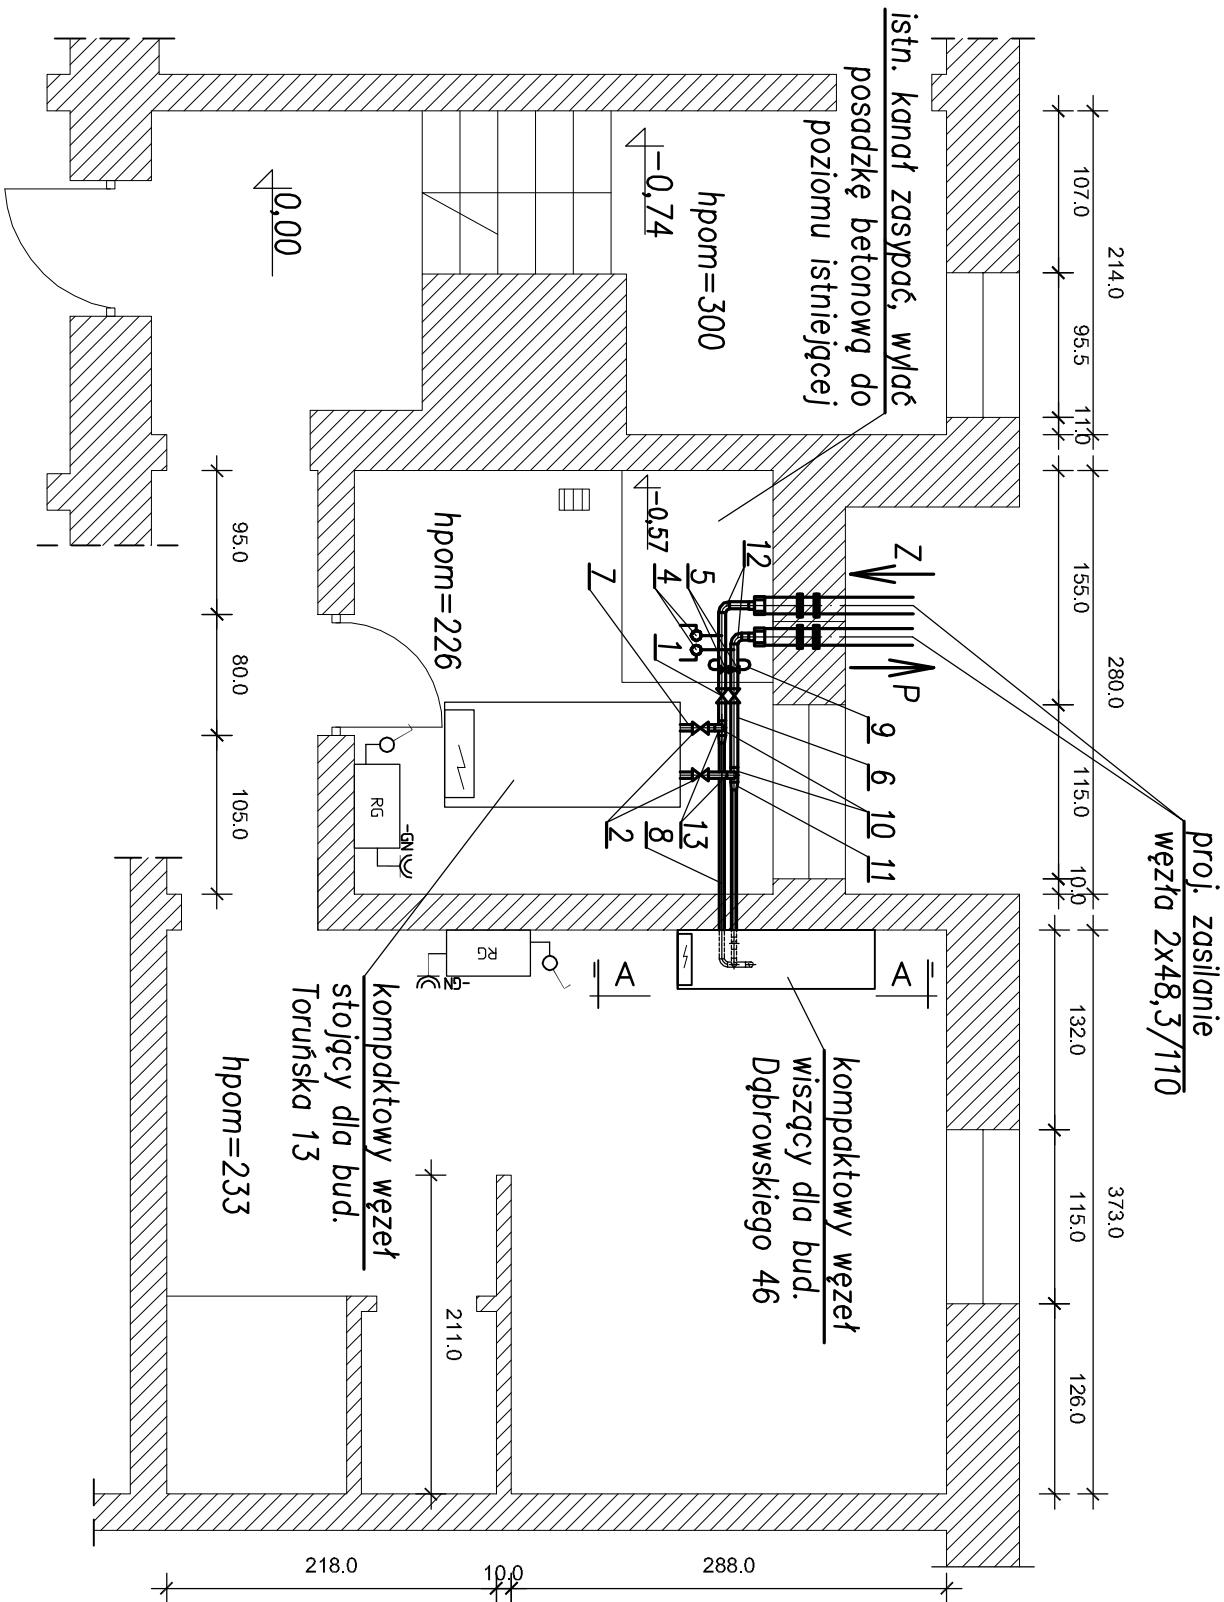 proj. zasilanie
węzła 2x48,3/110
214.0
280.0
373.0
107.0
95.5
11.0
155.0
115.0
10.0
132.0
115.0
126.0
istn. kanał zasypać, wylać
posadzkę betonową do
poziomu istniejącej
Z
P
9
6
10
11
A
A
kompaktowy węzeł
wiszący dla bud.
Dąbrowskiego 46
hpom=300
-0,74
12
5
4
7
1
13
8
2
-0,57
hpom=226
RG
-GN
RG
-GN
0,00
95.0
80.0
105.0
kompaktowy węzeł
stojący dla bud.
Toruńska 13
hpom=233
211.0
218.0
10.0
288.0